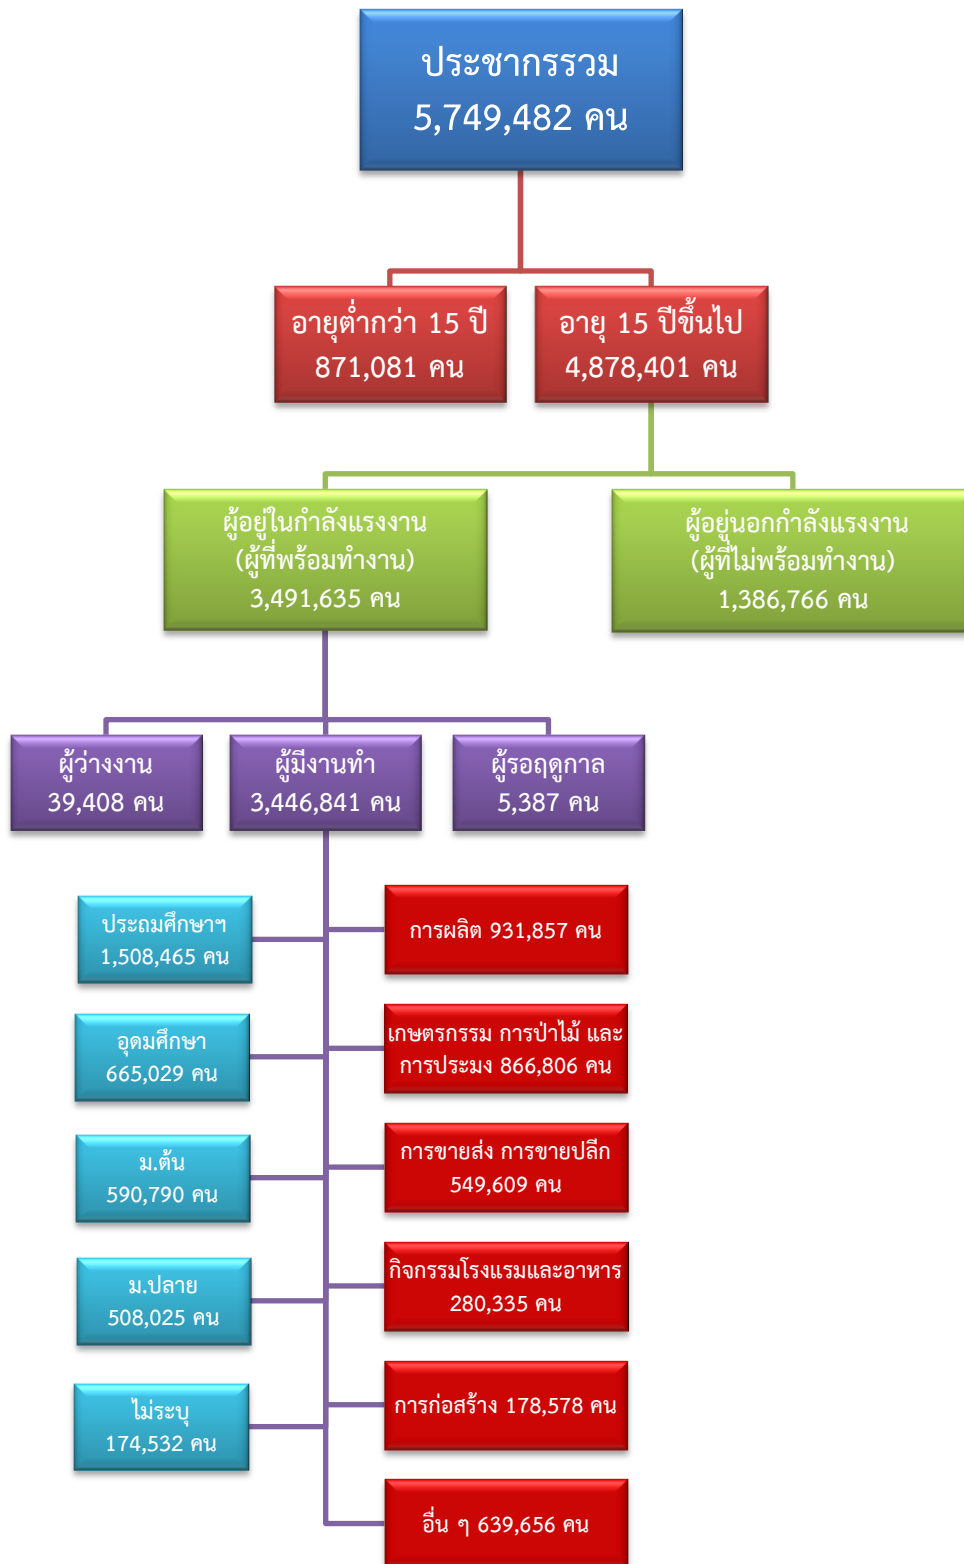 ประชากรรวม
5,749,482 คน
อายุต่ำกว่า 15 ปี
871,081 คน
อายุ 15 ปีขึ้นไป
4,878,401 คน
ผู้อยู่ในกำลังแรงงาน
(ผู้ที่พร้อมทำงาน)
3,491,635 คน
ผู้อยู่นอกกำลังแรงงาน
(ผู้ที่ไม่พร้อมทำงาน)
1,386,766 คน
ผู้ว่างงาน
39,408 คน
ผู้มีงานทำ
3,446,841 คน
ผู้รอฤดูกาล
5,387 คน
ประถมศึกษาฯ
1,508,465 คน
อุดมศึกษา
665,029 คน
ม.ต้น
590,790 คน
ม.ปลาย
508,025 คน
ไม่ระบุ
174,532 คน
การผลิต 931,857 คน
เกษตรกรรม การป่าไม้ และ
การประมง 866,806 คน
การขายส่ง การขายปลีก
549,609 คน
กิจกรรมโรงแรมและอาหาร
280,335 คน
การก่อสร้าง 178,578 คน
อื่น ๆ 639,656 คน